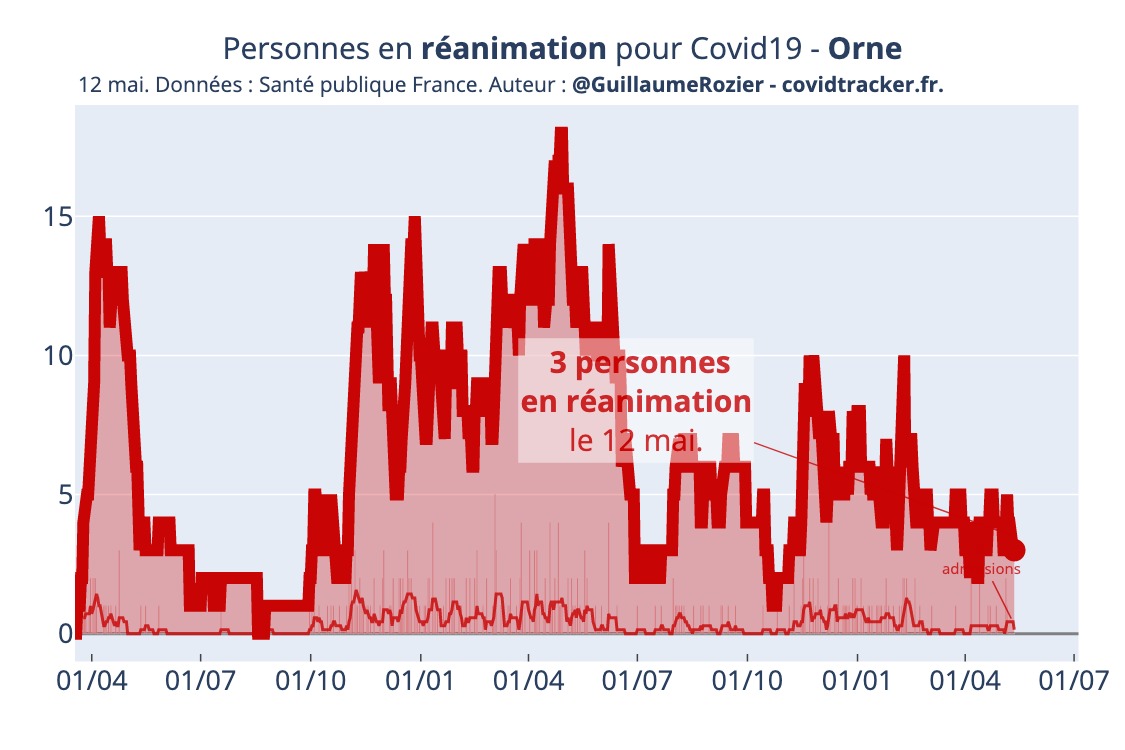 Personnes en réanimation pour Covid19 - Orne
12 mai. Données : Santé publique France. Auteur : @GuillaumeRozier - covidtracker.fr.
15
10
5
0
3 personnes
en réanimation
le 12 mai.
admissions
01/04 01/07 01/10 01/01 01/04 01/07 01/10 01/01 01/04 01/07